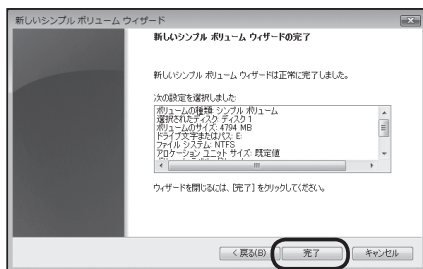 新しいシンプル ボリューム ウィザード
新しいシンプル ボリューム ウィザードの完了
新しいシンプル ボリューム ウィザードは正常に完了しました。
次の設定を選択しました:
ボリュームの種類: シンプル ボリューム
選択されたディスク: ディスク 1
ボリュームのサイズ: 4794 MB
ドライブ文字またはパス: E:
ファイル システム: NTFS
アロケーション ユニット サイズ: 既定値
ウィザードを閉じるには、[完了] をクリックしてください。
< 戻る(B)
完了
キャンセル